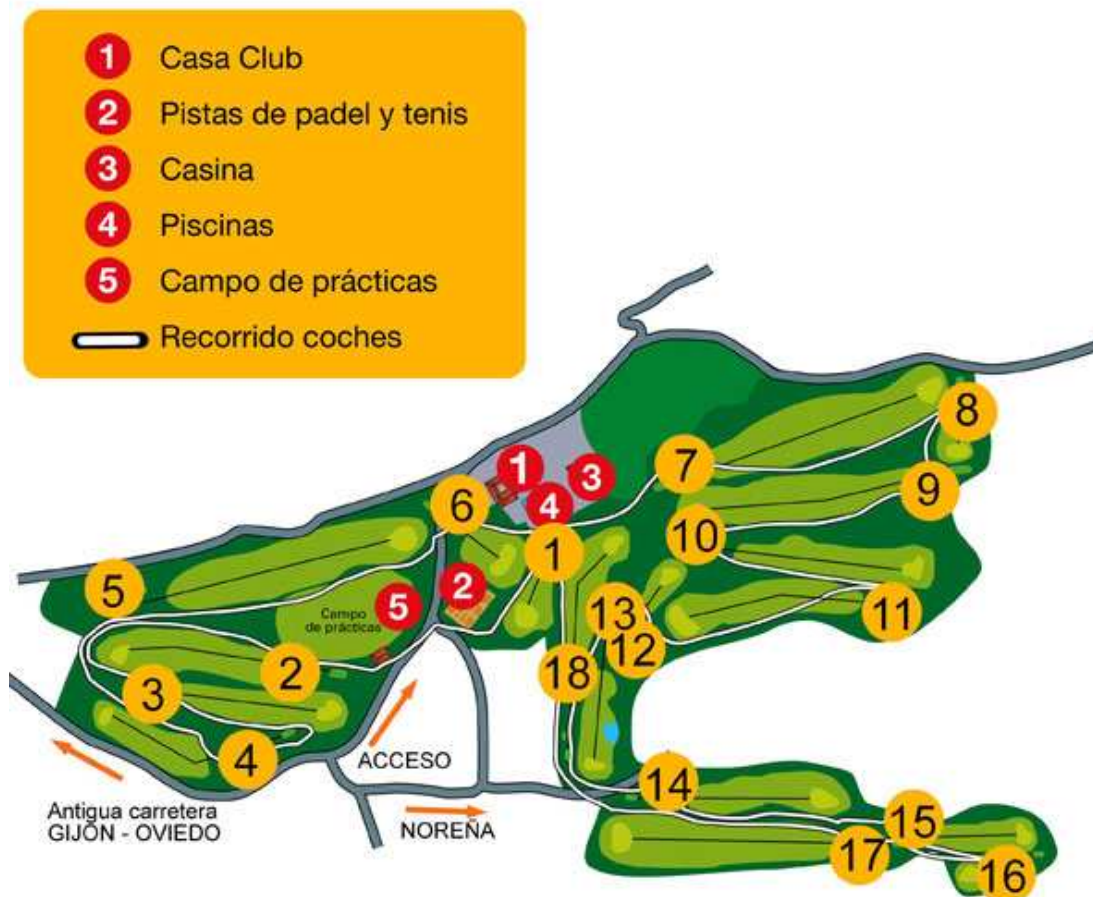 1 Casa Club
2 Pistas de padel y tenis
3 Casina
4 Piscinas
5 Campo de prácticas
Recorrido coches
8
7
1
3
6
4
9
10
1
5
2
5
Campo
de prácticas
13
11
12
2
18
3
4
ACCESO
14
Antigua carretera
GIJÓN - OVIEDO
NOREÑA
15
17
16